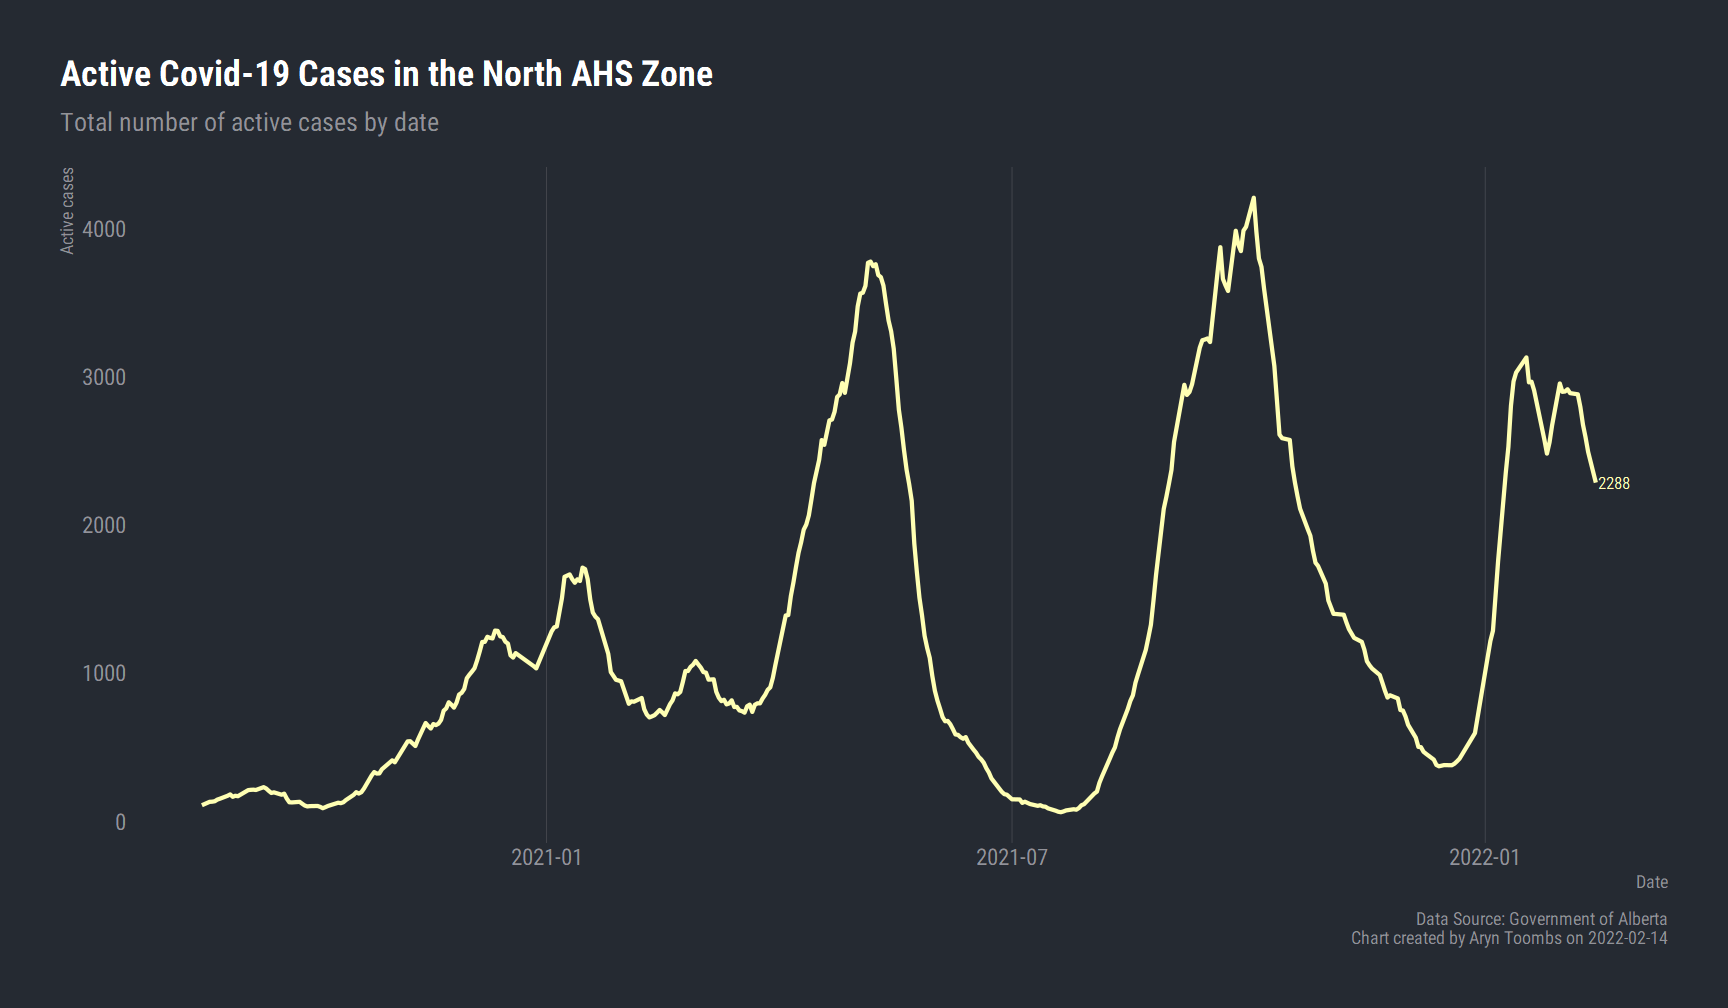 Active Covid-19 Cases in the North AHS Zone
Total number of active cases by date
Active cases
4000
3000
2000
1000
0
2288
2021-01
2021-07
2022-01
Date
Data Source: Government of Alberta
Chart created by Aryn Toombs on 2022-02-14